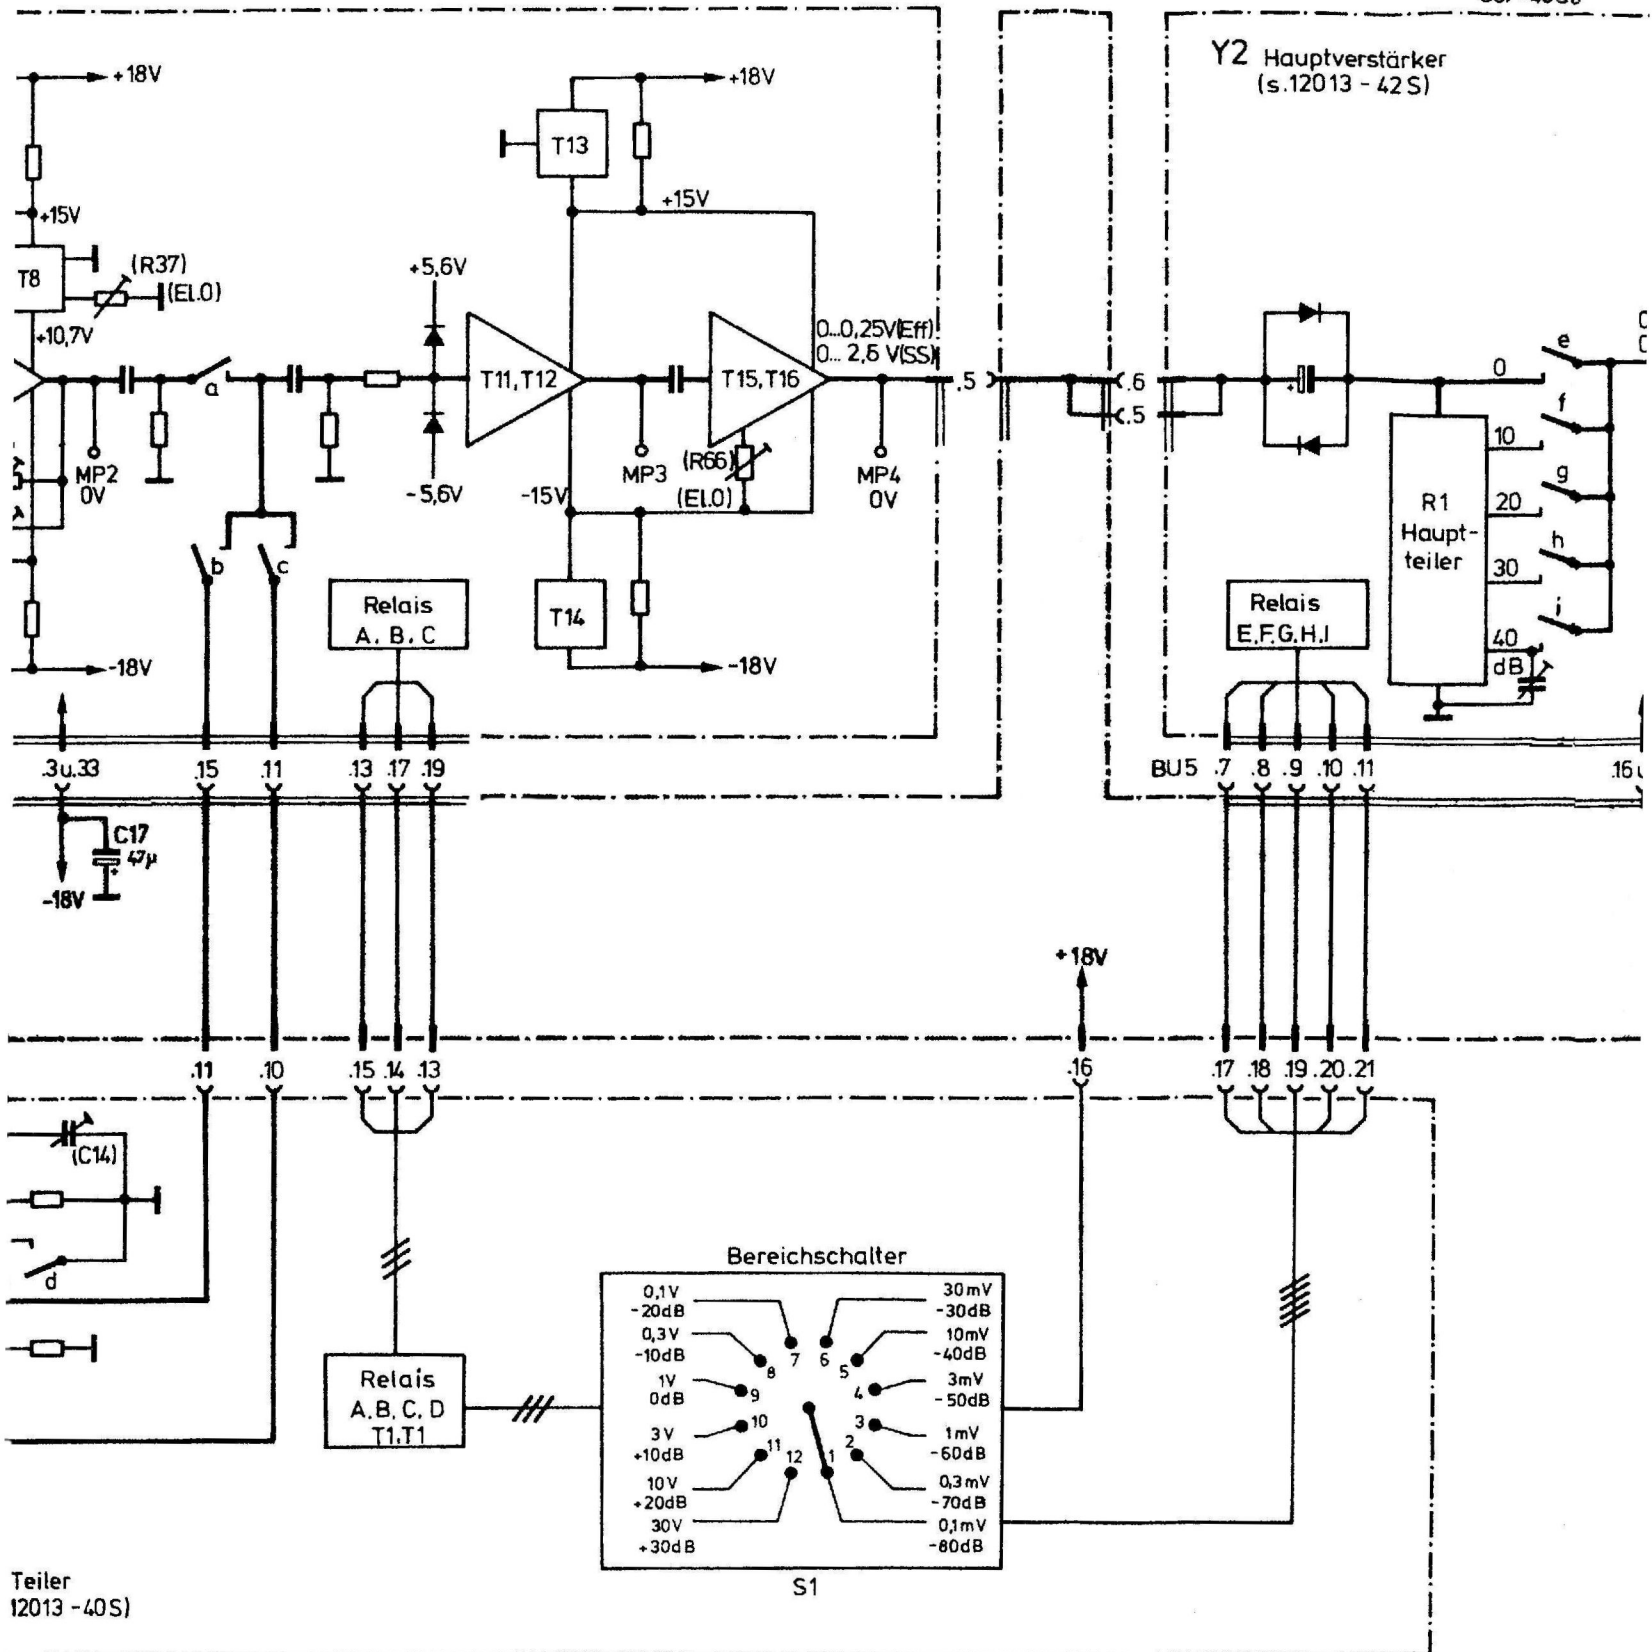 Y2 Hauptverstärker
(s.12013 - 42S)
+18V
+18V
T13
+15V
+15V
T8
(R37)
(El.0)
+10,7V
+5,6V
0...0,25V(Eff)
T11,T12
T15,T16
.5
.6
.5
a
MP2
0V
-5,6V
-15V
MP3
(R66)
(El.0)
MP4
0V
0
10
20
30
40
dB
e
f
g
h
i
R1
Haupt-
teiler
b
c
Relais
A. B. C
T14
Relais
E.F.G.H.I
-18V
-18V
.3u.33
.15
.11
.13
.17
.19
BU5
.7
.8
.9
.10
.11
C17
47µ
-18V
+18V
.11
.10
.15
.14
.13
.16
.17
.18
.19
.20
.21
(C14)
d
Bereichschalter
0,1V
-20dB
30mV
-30dB
0,3V
-10dB
10mV
-40dB
1V
0dB
3mV
-50dB
3V
+10dB
1mV
-60dB
10V
+20dB
0,3mV
-70dB
30V
+30dB
0,1mV
-80dB
7
6
8
5
9
4
10
3
11
2
12
1
Relais
A.B.C.D
T1.T1
S1
Teiler
12013 -40S)